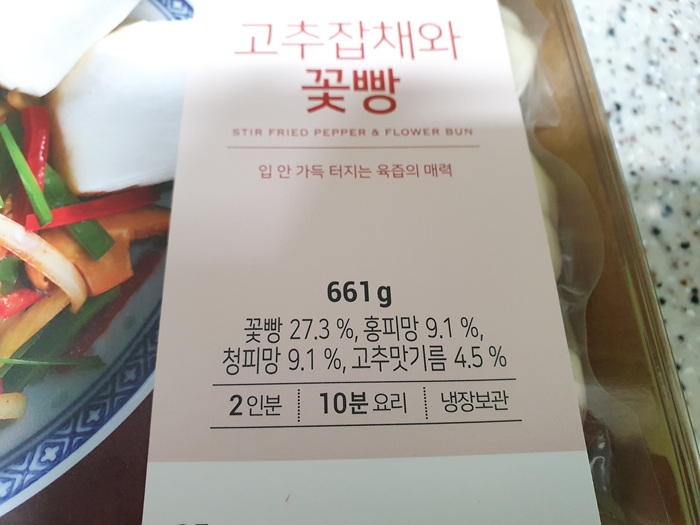 고추잡채와
꽃빵
STIR FRIED PEPPER & FLOWER BUN
입 안 가득 터지는 육즙의 매력
661g
꽃빵 27.3 %, 홍피망 9.1 %,
청피망 9.1 %, 고추맛기름 4.5 %
2인분 10분 요리 냉장보관